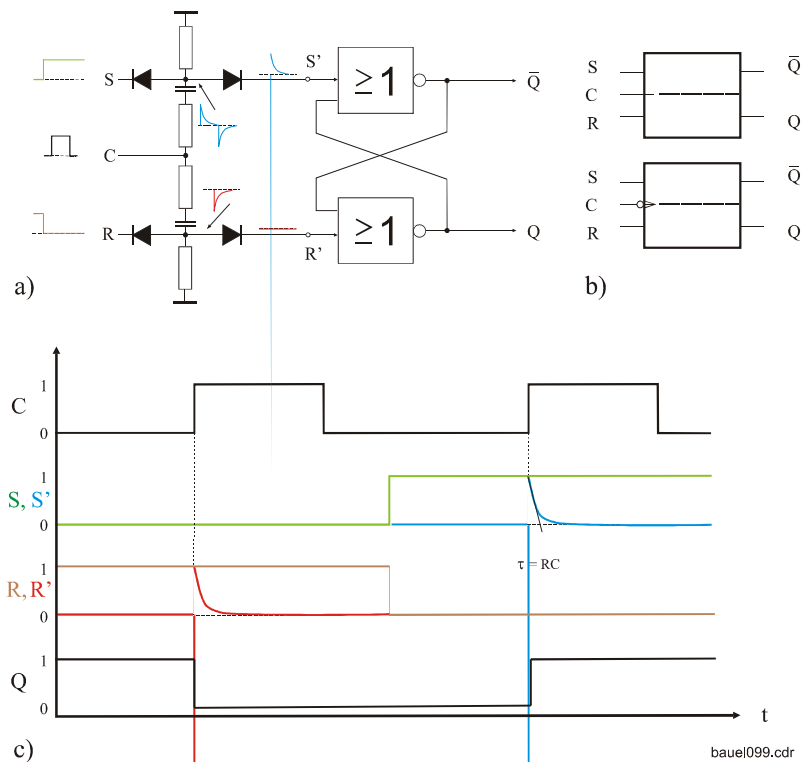 S
S'
≥ 1
Q̅
C
R
R'
≥ 1
Q
a)
S
C
R
Q̅
Q
S
C
R
Q̅
Q
b)
C
1
0
S, S'
1
0
τ = RC
R, R'
1
0
Q
1
0
t
c)
bauel099.cdr